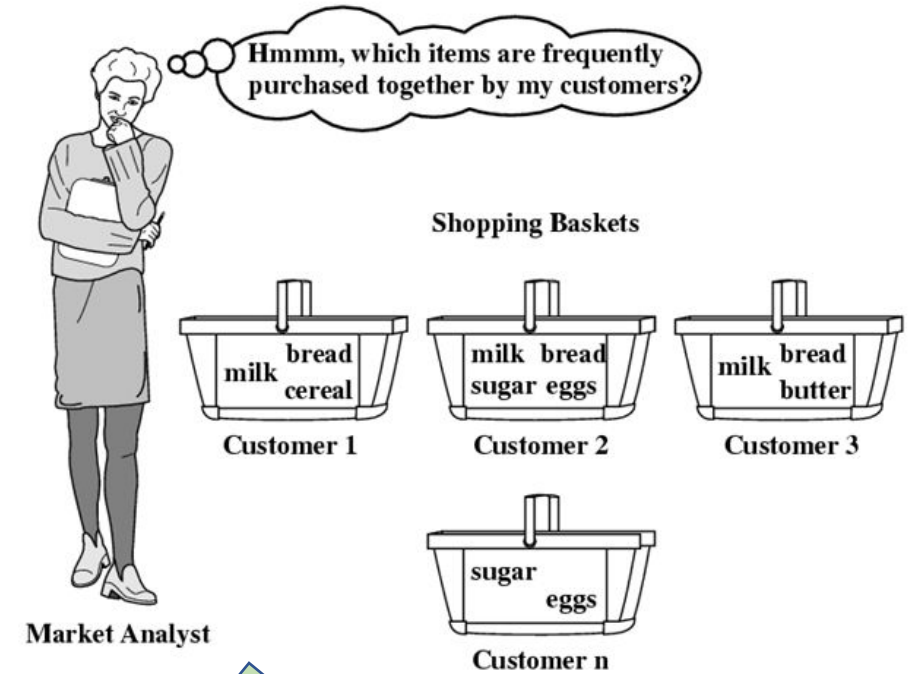 Hmmm, which items are frequently
purchased together by my customers?
Shopping Baskets
milk bread
cereal
Customer 1
milk bread
sugar eggs
Customer 2
milk bread
butter
Customer 3
sugar
eggs
Customer n
Market Analyst